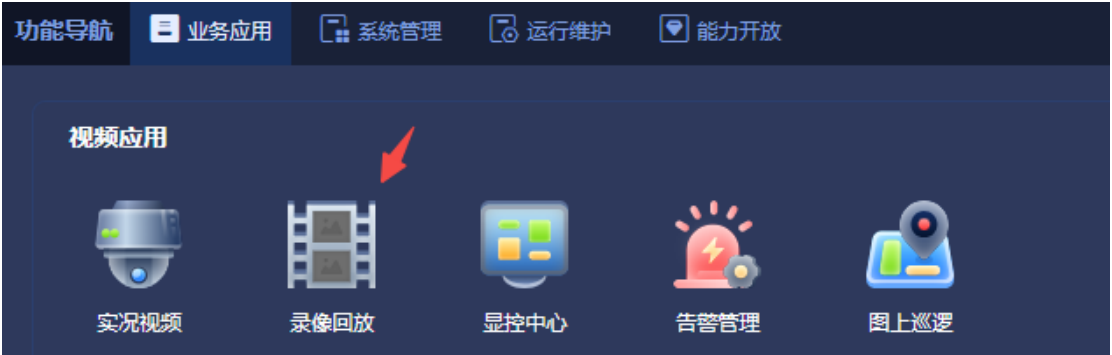 功能导航 业务应用 系统管理 运行维护 能力开放
视频应用
实况视频 录像回放 显控中心 告警管理 图上巡逻